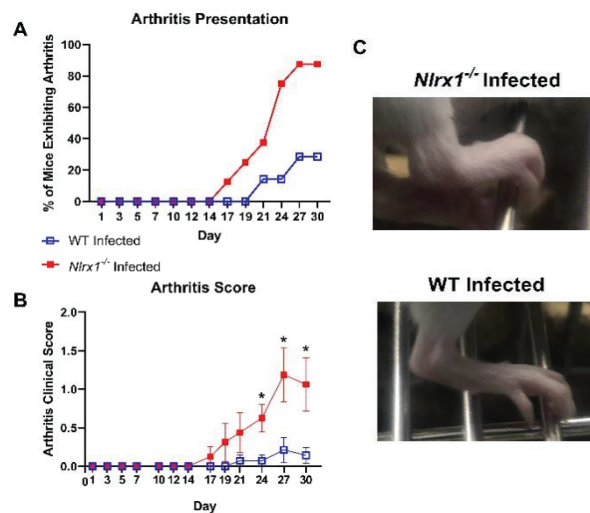 A
Arthritis Presentation
% of Mice Exhibiting Arthritis
100
80
60
40
20
0
1 3 5 7 10 12 14 17 19 21 24 27 30
Day
WT Infected
Nlrx1-/- Infected
B
Arthritis Score
Arthritis Clinical Score
2.0
1.5
1.0
0.5
0.0
* * *
0 1 3 5 7 10 12 14 17 19 21 24 27 30
Day
C
Nlrx1-/- Infected
WT Infected